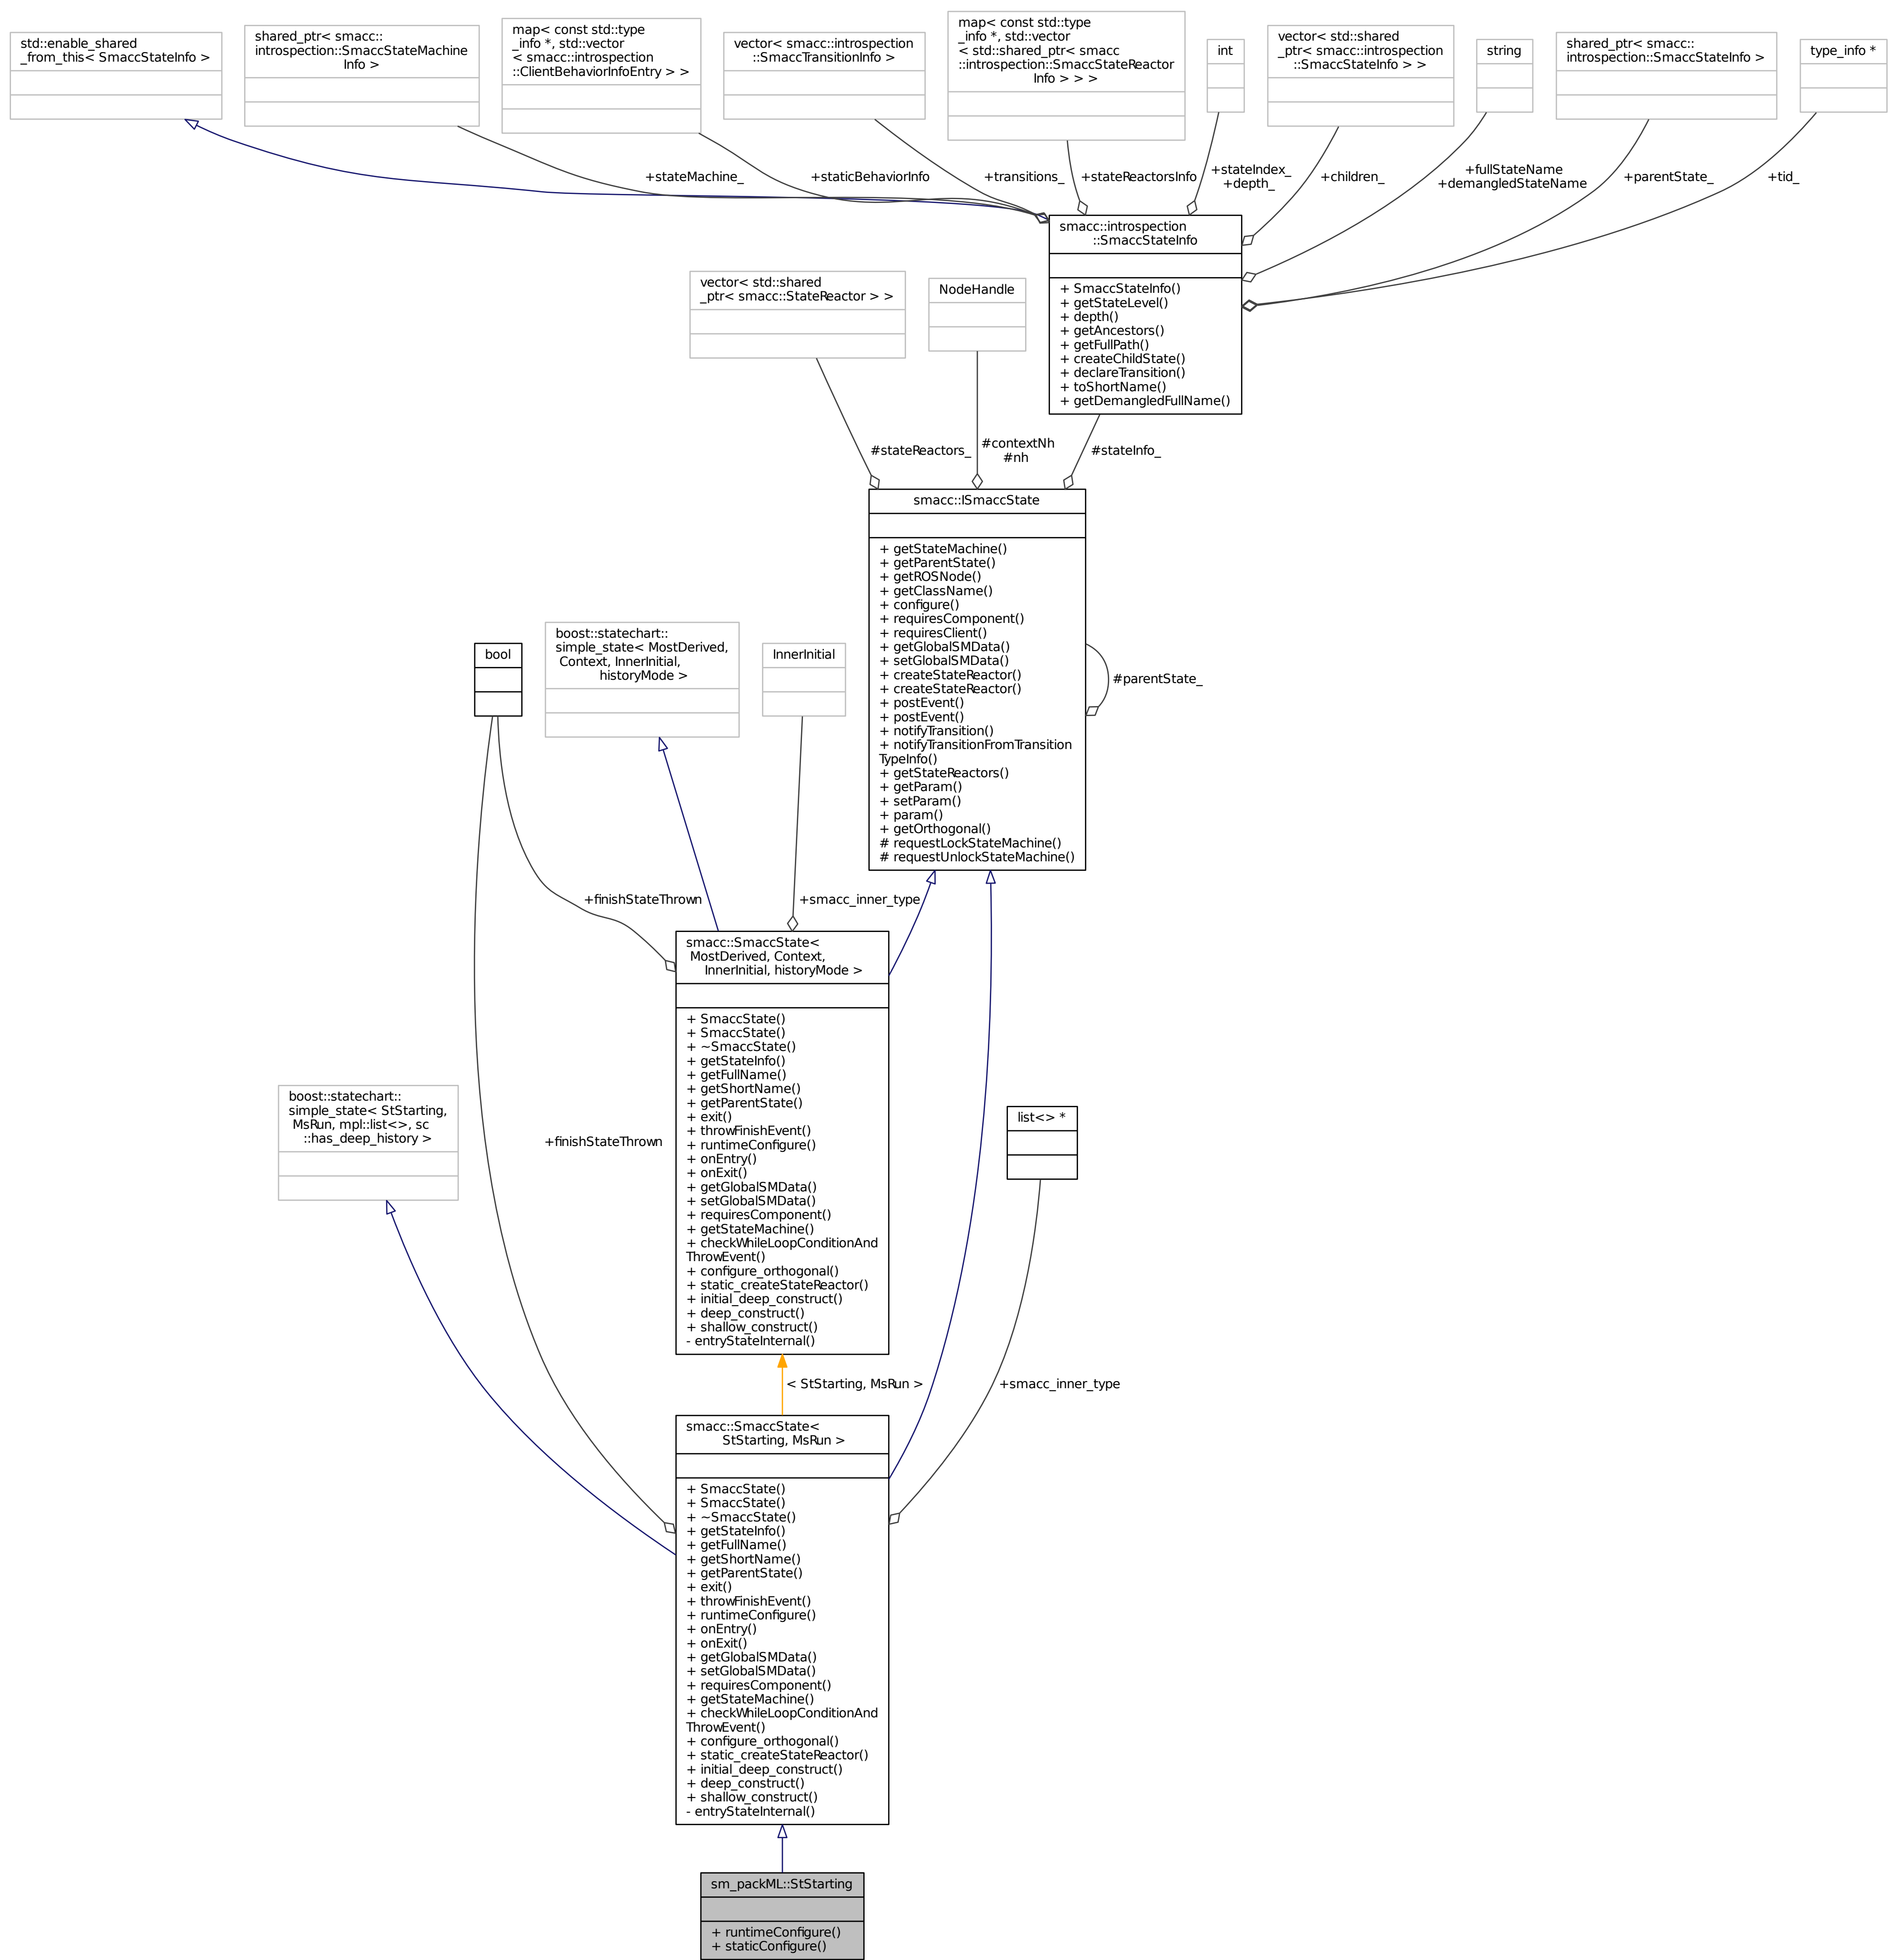 std::enable_shared
_from_this< SmaccStateInfo >
shared_ptr< smacc::
introspection::SmaccStateMachine
Info >
map< const std::type
_info *, std::vector
< smacc::introspection
::ClientBehaviorInfoEntry > >
vector< smacc::introspection
::SmaccTransitionInfo >
map< const std::type
_info *, std::vector
< std::shared_ptr< smacc
::introspection::SmaccStateReactor
Info > > >
int
vector< std::shared
_ptr< smacc::introspection
::SmaccStateInfo > >
string
shared_ptr< smacc::
introspection::SmaccStateInfo >
type_info *
+stateMachine_
+staticBehaviorInfo
+transitions_
+stateReactorsInfo
+stateIndex_
+depth_
+children_
+fullStateName
+demangledStateName
+parentState_
+tid_
smacc::introspection
::SmaccStateInfo
+ SmaccStateInfo()
+ getStateLevel()
+ depth()
+ getAncestors()
+ getFullPath()
+ createChildState()
+ declareTransition()
+ toShortName()
+ getDemangledFullName()
vector< std::shared
_ptr< smacc::StateReactor > >
NodeHandle
#stateReactors_
#contextNh
#nh
#stateInfo_
smacc::ISmaccState
+ getStateMachine()
+ getParentState()
+ getROSNode()
+ getClassName()
+ configure()
+ requiresComponent()
+ requiresClient()
+ getGlobalSMData()
+ setGlobalSMData()
+ createStateReactor()
+ createStateReactor()
+ postEvent()
+ postEvent()
+ notifyTransition()
+ notifyTransitionFromTransition
TypeInfo()
+ getStateReactors()
+ getParam()
+ setParam()
+ param()
+ getOrthogonal()
# requestLockStateMachine()
# requestUnlockStateMachine()
#parentState_
bool
boost::statechart::
simple_state< MostDerived,
Context, InnerInitial,
historyMode >
InnerInitial
+finishStateThrown
+smacc_inner_type
smacc::SmaccState<
MostDerived, Context,
InnerInitial, historyMode >
+ SmaccState()
+ SmaccState()
+ ~SmaccState()
+ getStateInfo()
+ getFullName()
+ getShortName()
+ getParentState()
+ exit()
+ throwFinishEvent()
+ runtimeConfigure()
+ onEntry()
+ onExit()
+ getGlobalSMData()
+ setGlobalSMData()
+ requiresComponent()
+ getStateMachine()
+ checkWhileLoopConditionAnd
ThrowEvent()
+ configure_orthogonal()
+ static_createStateReactor()
+ initial_deep_construct()
+ deep_construct()
+ shallow_construct()
- entryStateInternal()
boost::statechart::
simple_state< StStarting,
MsRun, mpl::list<>, sc
::has_deep_history >
+finishStateThrown
list<> *
< StStarting, MsRun >
+smacc_inner_type
smacc::SmaccState<
StStarting, MsRun >
+ SmaccState()
+ SmaccState()
+ ~SmaccState()
+ getStateInfo()
+ getFullName()
+ getShortName()
+ getParentState()
+ exit()
+ throwFinishEvent()
+ runtimeConfigure()
+ onEntry()
+ onExit()
+ getGlobalSMData()
+ setGlobalSMData()
+ requiresComponent()
+ getStateMachine()
+ checkWhileLoopConditionAnd
ThrowEvent()
+ configure_orthogonal()
+ static_createStateReactor()
+ initial_deep_construct()
+ deep_construct()
+ shallow_construct()
- entryStateInternal()
sm_packML::StStarting
+ runtimeConfigure()
+ staticConfigure()